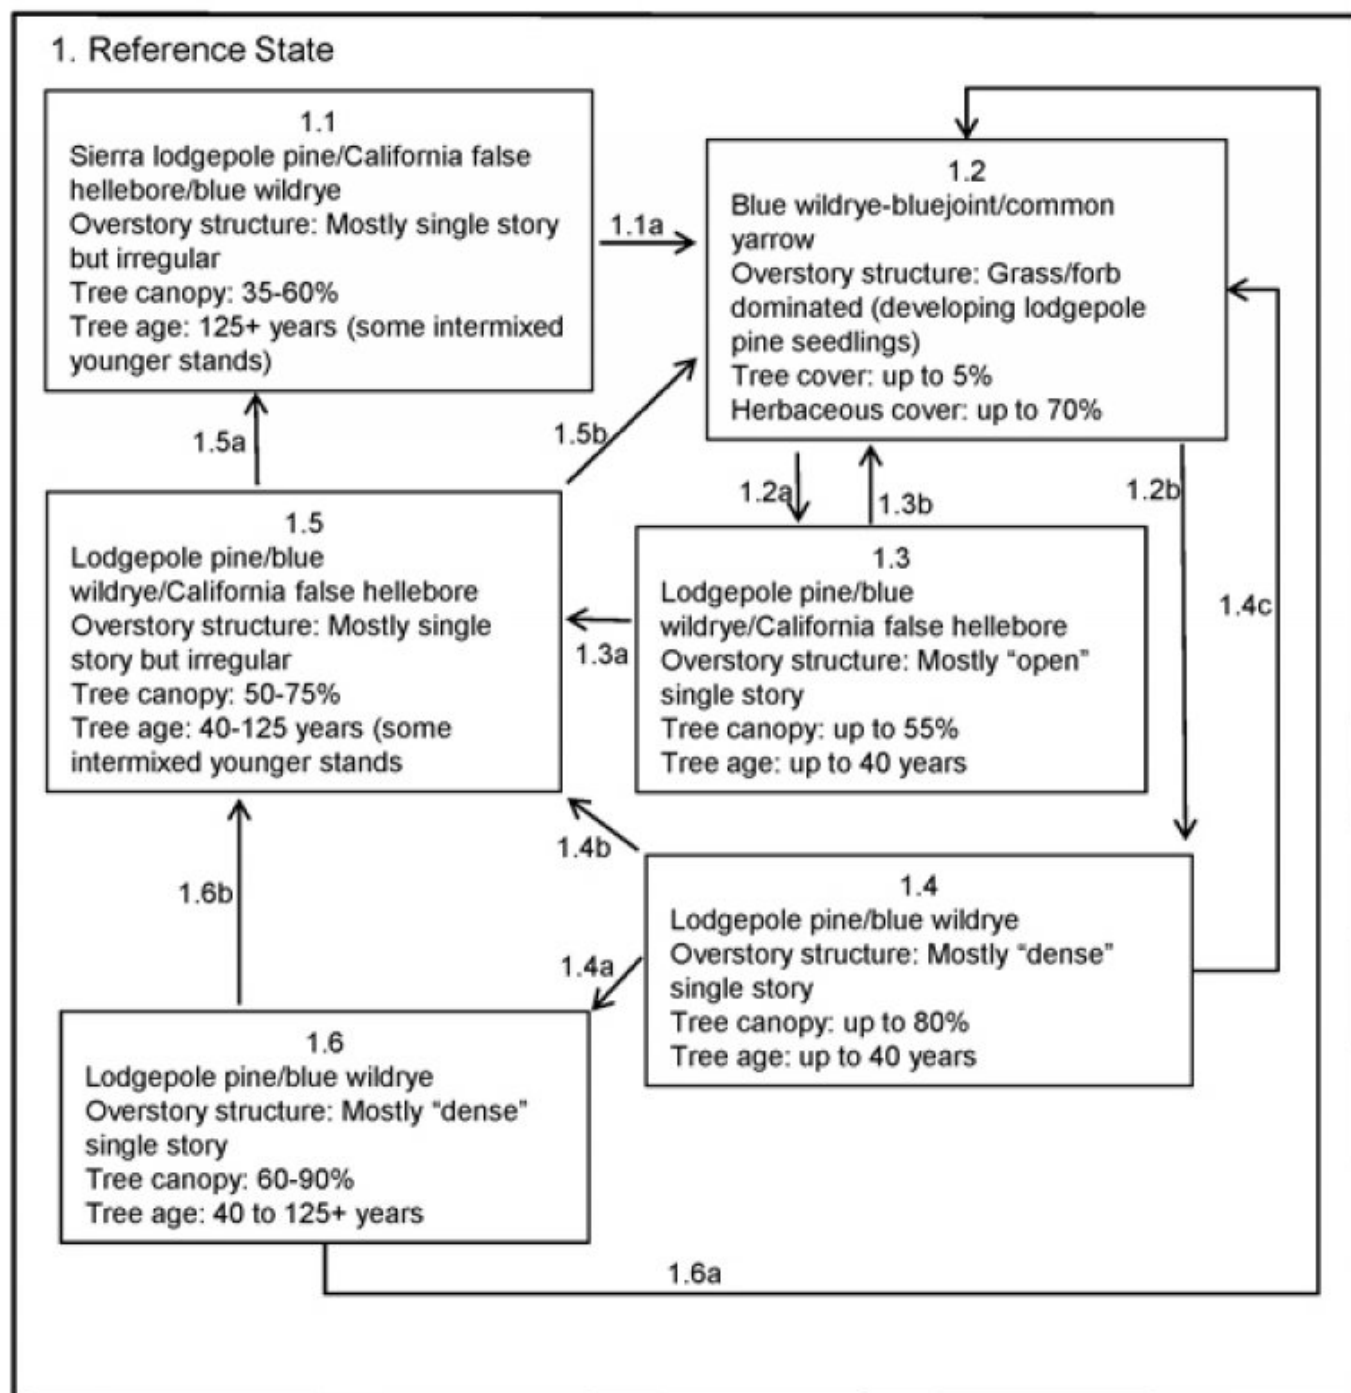 1. Reference State
1.1
Sierra lodgepole pine/California false
hellebore/blue wildrye
Overstory structure: Mostly single story
but irregular
Tree canopy: 35-60%
Tree age: 125+ years (some intermixed
younger stands)
1.1a
1.2
Blue wildrye-bluejoint/common
yarrow
Overstory structure: Grass/forb
dominated (developing lodgepole
pine seedlings)
Tree cover: up to 5%
Herbaceous cover: up to 70%
1.5a
1.5b
1.2a
1.3b
1.2b
1.5
Lodgepole pine/blue
wildrye/California false hellebore
Overstory structure: Mostly single
story but irregular
Tree canopy: 50-75%
Tree age: 40-125 years (some
intermixed younger stands
1.3a
1.3
Lodgepole pine/blue
wildrye/California false hellebore
Overstory structure: Mostly “open”
single story
Tree canopy: up to 55%
Tree age: up to 40 years
1.4c
1.4b
1.6b
1.4a
1.4
Lodgepole pine/blue wildrye
Overstory structure: Mostly “dense”
single story
Tree canopy: up to 80%
Tree age: up to 40 years
1.6
Lodgepole pine/blue wildrye
Overstory structure: Mostly “dense”
single story
Tree canopy: 60-90%
Tree age: 40 to 125+ years
1.6a